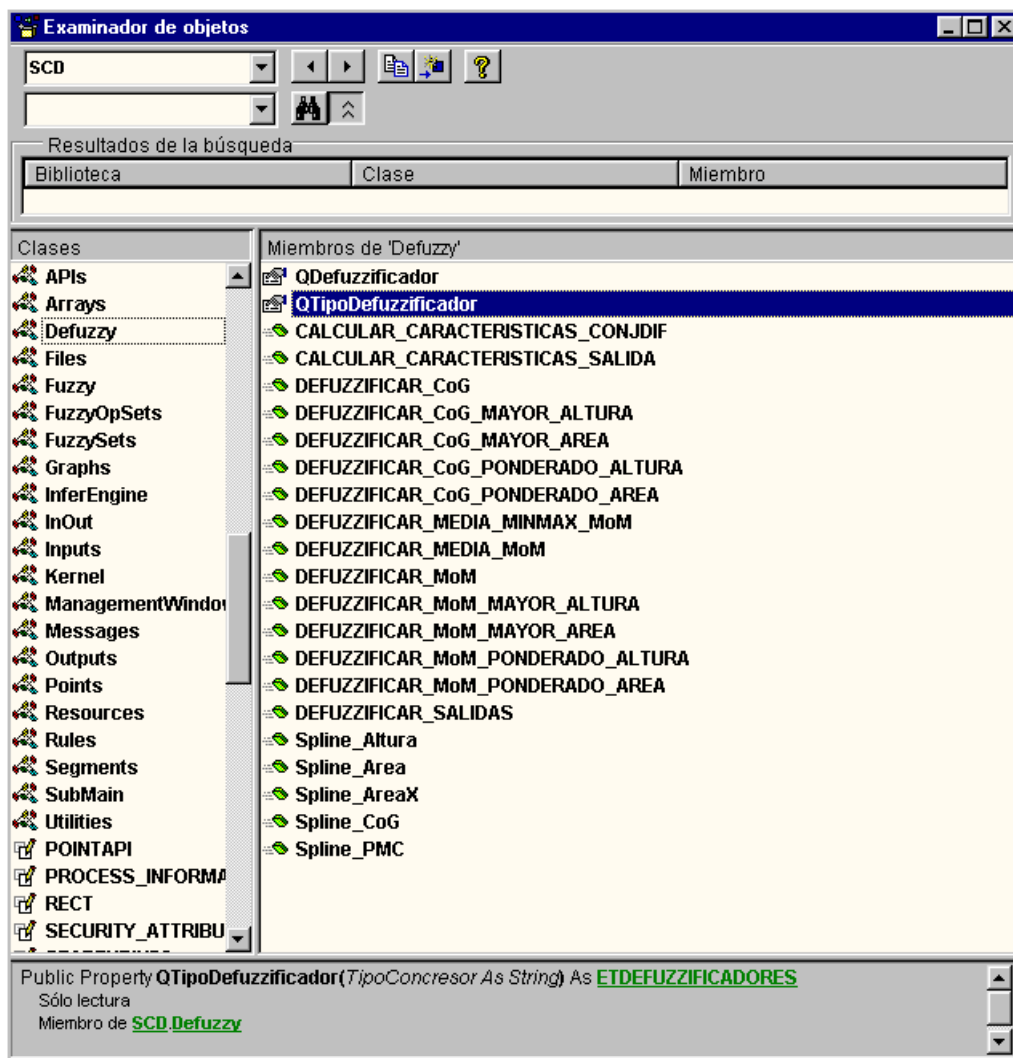 Examinador de objetos
SCD
Resultados de la búsqueda
Biblioteca Clase Miembro
Clases
APIs
Arrays
Defuzzy
Files
Fuzzy
FuzzyOpSets
FuzzySets
Graphs
InferEngine
InOut
Inputs
Kernel
ManagementWindo
Messages
Outputs
Points
Resources
Rules
Segments
SubMain
Utilities
POINTAPI
PROCESS_INFORMA
RECT
SECURITY_ATTRIBU
Miembros de 'Defuzzy'
QDefuzzificador
QTipoDefuzzificador
CALCULAR_CARACTERISTICAS_CONJDIF
CALCULAR_CARACTERISTICAS_SALIDA
DEFUZZIFICAR_CoG
DEFUZZIFICAR_CoG_MAYOR_ALTURA
DEFUZZIFICAR_CoG_MAYOR_AREA
DEFUZZIFICAR_CoG_PONDERADO_ALTURA
DEFUZZIFICAR_CoG_PONDERADO_AREA
DEFUZZIFICAR_MEDIA_MINMAX_MoM
DEFUZZIFICAR_MEDIA_MoM
DEFUZZIFICAR_MoM
DEFUZZIFICAR_MoM_MAYOR_ALTURA
DEFUZZIFICAR_MoM_MAYOR_AREA
DEFUZZIFICAR_MoM_PONDERADO_ALTURA
DEFUZZIFICAR_MoM_PONDERADO_AREA
DEFUZZIFICAR_SALIDAS
Spline_Altura
Spline_Area
Spline_AreaX
Spline_CoG
Spline_PMC
Public Property QTipoDefuzzificador(TipoConcresor As String) As ETDEFUZZIFICADORES
Sólo lectura
Miembro de SCD.Defuzzy